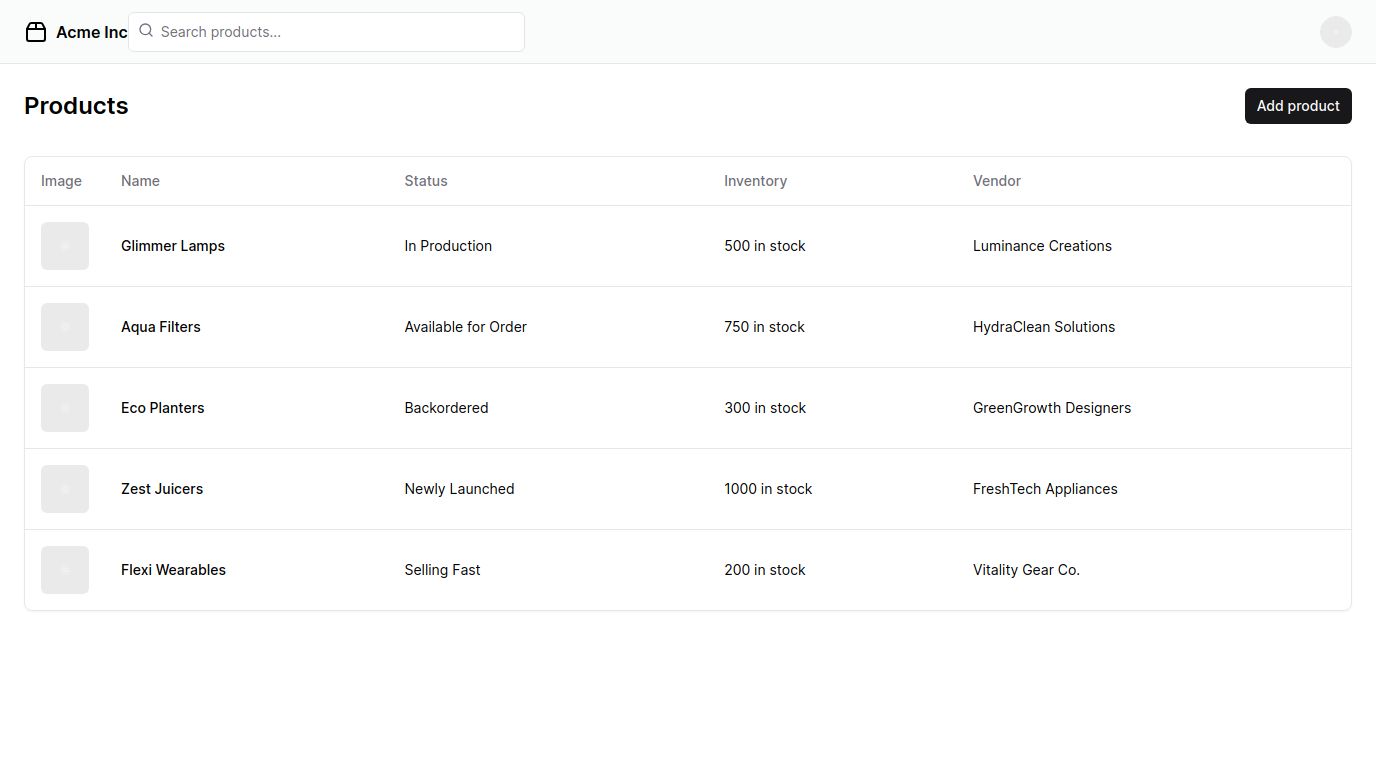 Acme Inc Search products...
Products Add product
Image Name Status Inventory Vendor
Glimmer Lamps In Production 500 in stock Luminance Creations
Aqua Filters Available for Order 750 in stock HydraClean Solutions
Eco Planters Backordered 300 in stock GreenGrowth Designers
Zest Juicers Newly Launched 1000 in stock FreshTech Appliances
Flexi Wearables Selling Fast 200 in stock Vitality Gear Co.